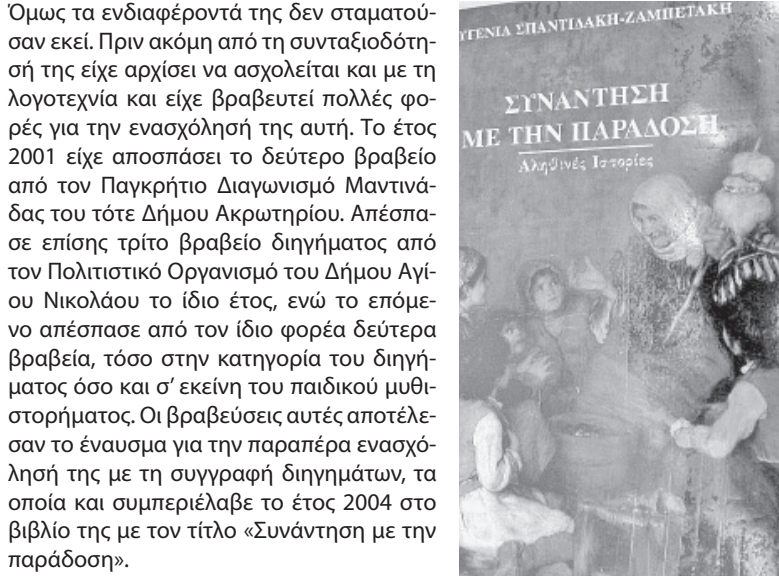 Όμως τα ενδιαφέροντά της δεν σταματού-
σαν εκεί. Πριν ακόμη από τη συνταξιοδότη-
σή της είχε αρχίσει να ασχολείται και με τη
λογοτεχνία και είχε βραβευτεί πολλές φο-
ρές για την ενασχόλησή της αυτή. Το έτος
2001 είχε αποσπάσει το δεύτερο βραβείο
από τον Παγκρήτιο Διαγωνισμό Μαντινά-
δας του τότε Δήμου Ακρωτηρίου. Απέσπα-
σε επίσης τρίτο βραβείο διηγήματος από
τον Πολιτιστικό Οργανισμό του Δήμου Αγί-
ου Νικολάου το ίδιο έτος, ενώ το επόμε-
νο απέσπασε από τον ίδιο φορέα δεύτερα
βραβεία, τόσο στην κατηγορία του διηγή-
ματος όσο και σ’ εκείνη του παιδικού μυθι-
στορήματος. Οι βραβεύσεις αυτές αποτέλε-
σαν το έναυσμα για την παραπέρα ενασχό-
λησή της με τη συγγραφή διηγημάτων, τα
οποία και συμπεριέλαβε το έτος 2004 στο
βιβλίο της με τον τίτλο «Συνάντηση με την
παράδοση».
ΥΓΕΝΙΑ ΣΠΑΝΤΙΔΑΚΗ-ΖΑΜΠΕΤΑΚΗ
ΣΥΝΑΝΤΗΣΗ
ΜΕ ΤΗΝ ΠΑΡΑΔΟΣΗ
Αληθινές Ιστορίες